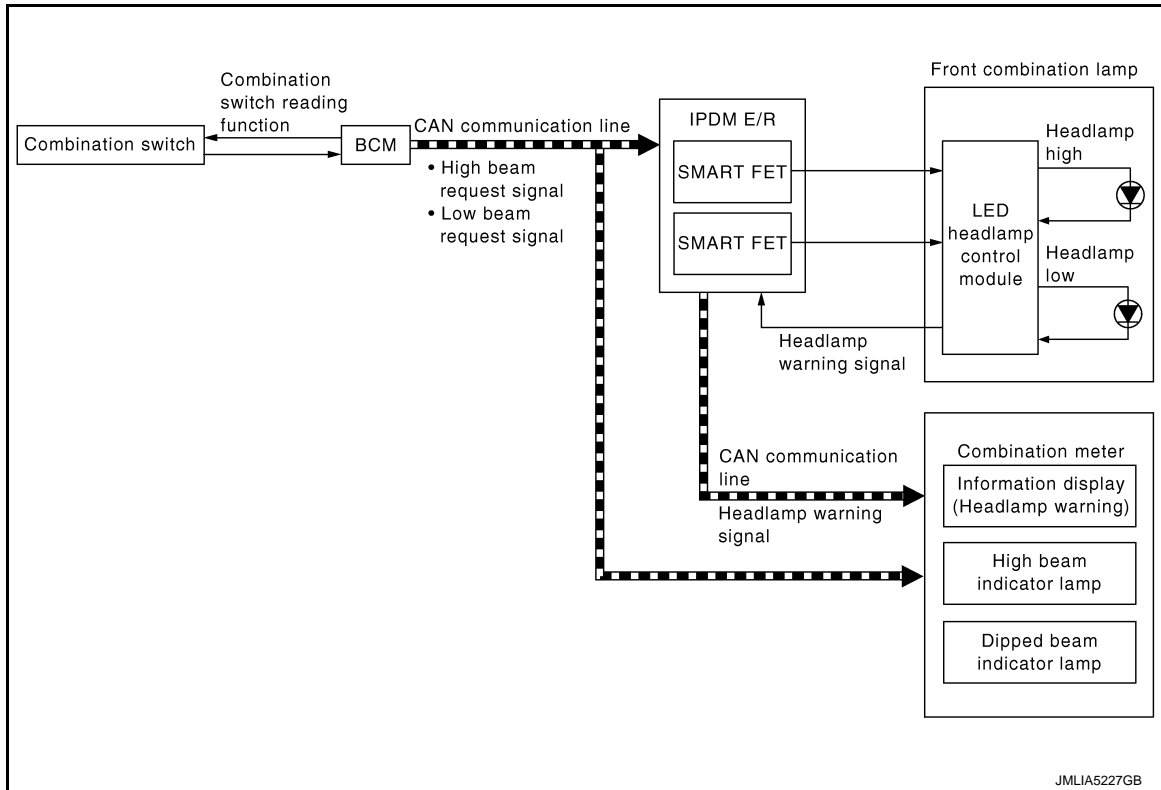 Front combination lamp
Combination
switch reading
function
Combination switch
BCM
CAN communication line
• High beam
request signal
• Low beam
request signal
IPDM E/R
SMART FET
SMART FET
LED
headlamp
control
module
Headlamp
high
Headlamp
low
Headlamp
warning signal
CAN communication
line
Headlamp warning
signal
Combination meter
Information display
(Headlamp warning)
High beam
indicator lamp
Dipped beam
indicator lamp
JMLIA5227GB